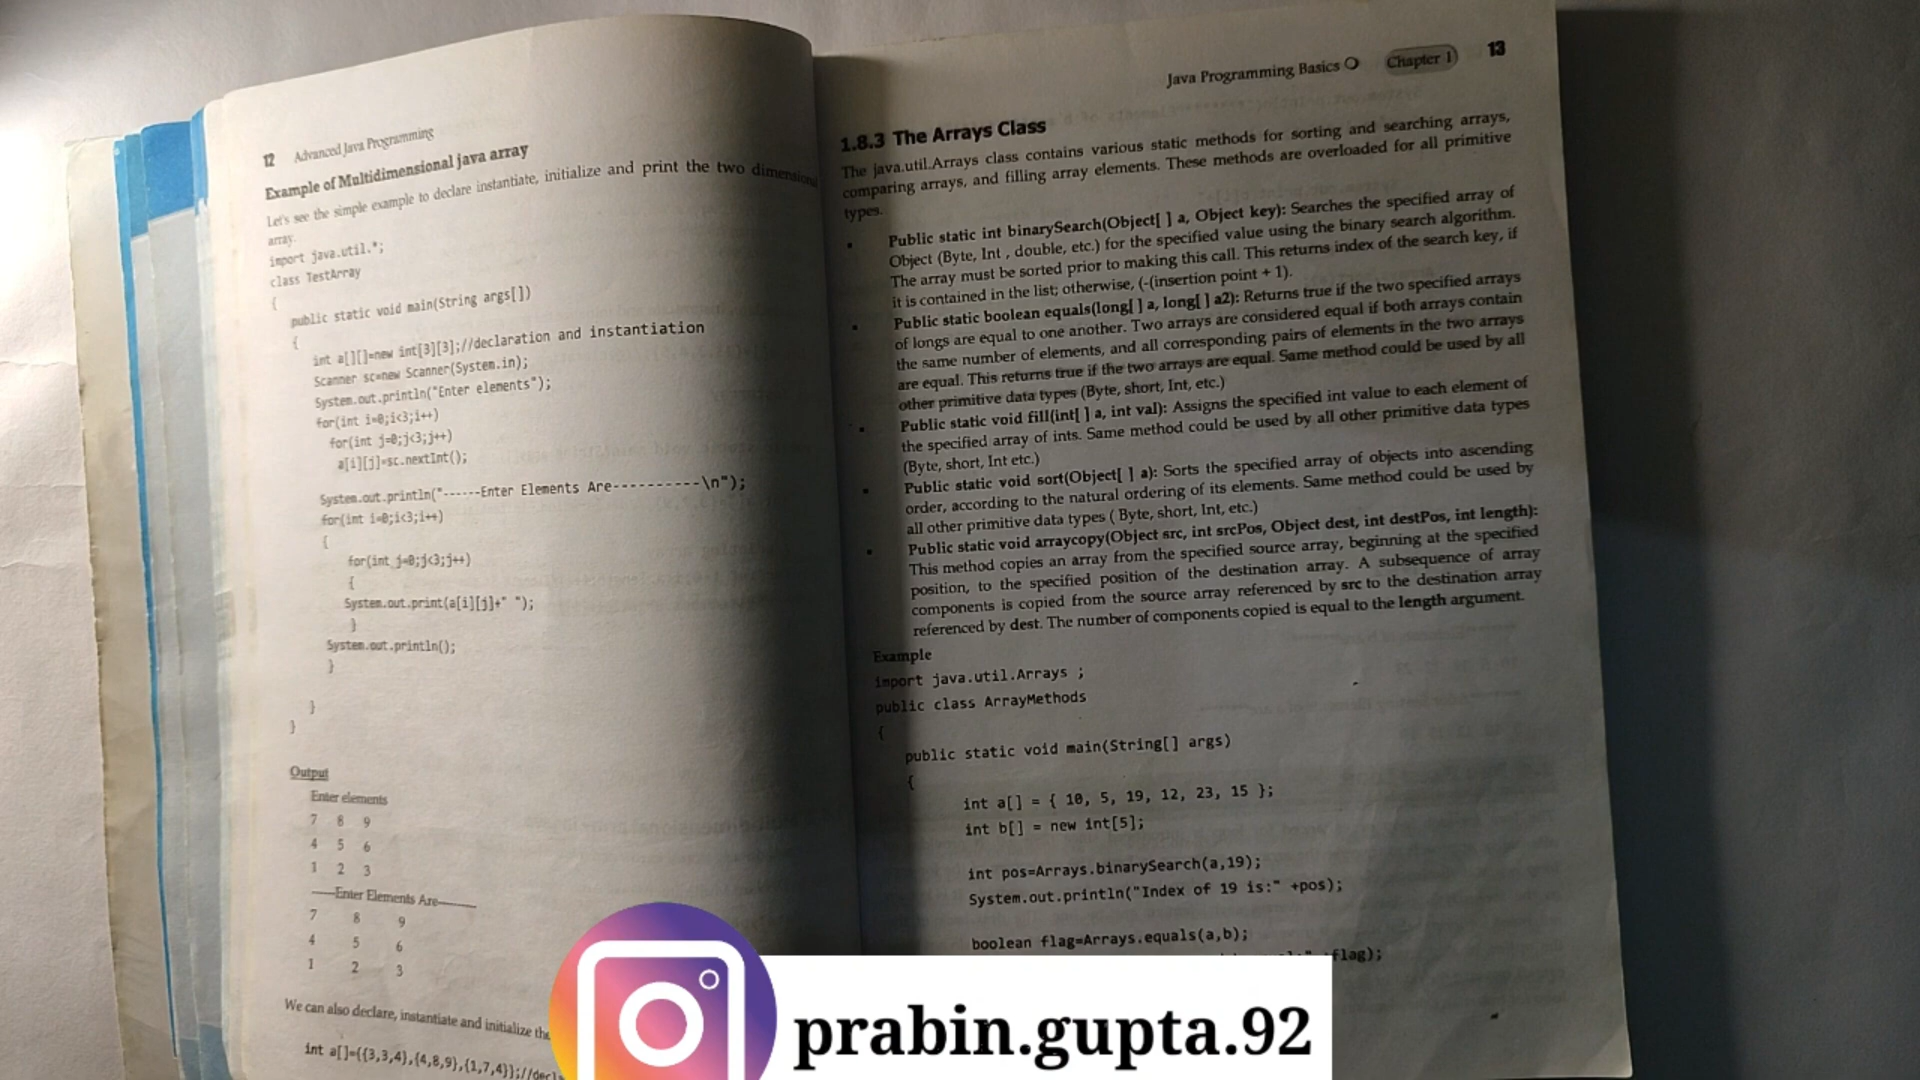 12 Advanced Java Programming
Example of Multidimensional java array
Let's see the simple example to declare instantiate, initialize and print the two dimensional
array.
import java.util.*;
class TestArray
{
public static void main(String args[])
{
int a[][]=new int[3][3];//declaration and instantiation
Scanner sc=new Scanner(System.in);
System.out.println("Enter elements");
for(int i=0;i<3;i++)
for(int j=0;j<3;j++)
a[i][j]=sc.nextInt();
System.out.println("------Enter Elements Are----------\n");
for(int i=0;i<3;i++)
{
for(int j=0;j<3;j++)
{
System.out.print(a[i][j]+" ");
}
System.out.println();
}
}
}
Output
Enter elements
7 8 9
4 5 6
1 2 3
——Enter Elements Are———
7 8 9
4 5 6
1 2 3
We can also declare, instantiate and initialize the
int a[]={{3,3,4},{4,8,9},{1,7,4}};//decl
Java Programming Basics Chapter 1 13
1.8.3 The Arrays Class
The java.util.Arrays class contains various static methods for sorting and searching arrays,
comparing arrays, and filling array elements. These methods are overloaded for all primitive
types.
• Public static int binarySearch(Object[ ] a, Object key): Searches the specified array of
Object (Byte, Int , double, etc.) for the specified value using the binary search algorithm.
The array must be sorted prior to making this call. This returns index of the search key, if
it is contained in the list; otherwise, (-(insertion point + 1).
• Public static boolean equals(long[ ] a, long[ ] a2): Returns true if the two specified arrays
of longs are equal to one another. Two arrays are considered equal if both arrays contain
the same number of elements, and all corresponding pairs of elements in the two arrays
are equal. This returns true if the two arrays are equal. Same method could be used by all
other primitive data types (Byte, short, Int, etc.)
• Public static void fill(int[ ] a, int val): Assigns the specified int value to each element of
the specified array of ints. Same method could be used by all other primitive data types
(Byte, short, Int etc.)
• Public static void sort(Object[ ] a): Sorts the specified array of objects into ascending
order, according to the natural ordering of its elements. Same method could be used by
all other primitive data types ( Byte, short, Int, etc.)
• Public static void arraycopy(Object src, int srcPos, Object dest, int destPos, int length):
This method copies an array from the specified source array, beginning at the specified
position, to the specified position of the destination array. A subsequence of array
components is copied from the source array referenced by src to the destination array
referenced by dest. The number of components copied is equal to the length argument.
Example
import java.util.Arrays ;
public class ArrayMethods
{
public static void main(String[] args)
{
int a[] = { 10, 5, 19, 12, 23, 15 };
int b[] = new int[5];
int pos=Arrays.binarySearch(a,19);
System.out.println("Index of 19 is:" +pos);
boolean flag=Arrays.equals(a,b);
flag);
prabin.gupta.92